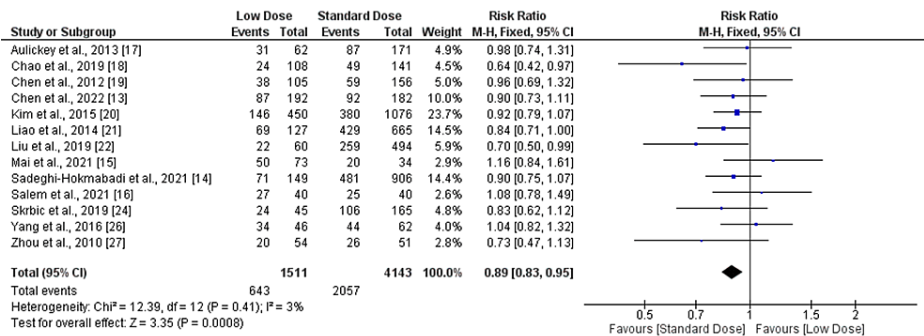 Low Dose Standard Dose Risk Ratio Risk Ratio
Study or Subgroup Events Total Events Total Weight M-H, Fixed, 95% CI M-H, Fixed, 95% CI
Aulickey et al., 2013 [17] 31 62 87 171 4.9% 0.98 [0.74, 1.31]
Chao et al., 2019 [18] 24 108 49 141 4.5% 0.64 [0.42, 0.97]
Chen et al., 2012 [19] 38 105 59 156 5.0% 0.96 [0.69, 1.32]
Chen et al., 2022 [13] 87 192 92 182 10.0% 0.90 [0.73, 1.11]
Kim et al., 2015 [20] 146 450 380 1076 23.7% 0.92 [0.79, 1.07]
Liao et al., 2014 [21] 69 127 429 665 14.5% 0.84 [0.71, 1.00]
Liu et al., 2019 [22] 22 60 259 494 5.9% 0.70 [0.50, 0.99]
Mai et al., 2021 [15] 50 73 20 34 2.9% 1.16 [0.84, 1.61]
Sadeghi-Hokmabadi et al., 2021 [14] 71 149 481 906 14.4% 0.90 [0.75, 1.07]
Salem et al., 2021 [16] 27 40 25 40 2.6% 1.08 [0.78, 1.49]
Skrbic et al., 2019 [24] 24 45 106 165 4.8% 0.83 [0.62, 1.12]
Yang et al., 2016 [26] 34 46 44 62 4.0% 1.04 [0.82, 1.32]
Zhou et al., 2010 [27] 20 54 26 51 2.8% 0.73 [0.47, 1.13]
Total (95% CI) 1511 4143 100.0% 0.89 [0.83, 0.95]
Total events 643 2057
Heterogeneity: Chi² = 12.39, df = 12 (P = 0.41); I² = 3%
Test for overall effect: Z = 3.35 (P = 0.0008)
0.5 0.7 1 1.5 2
Favours [Standard Dose] Favours [Low Dose]